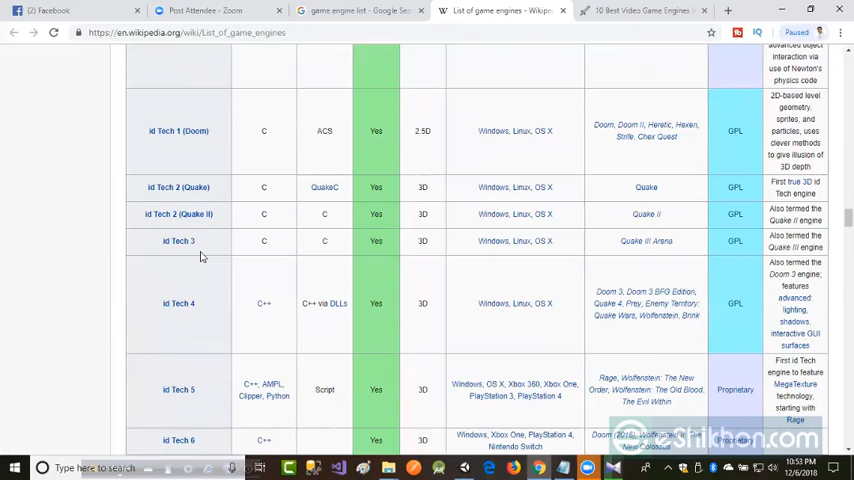 (2) Facebook
Post Attendee - Zoom
game engine list - Google Sea
List of game engines - Wikipe
10 Best Video Game Engines |
https://en.wikipedia.org/wiki/List_of_game_engines
Paused
advanced object
interaction via
use of Newton's
physics code
id Tech 1 (Doom)
C
ACS
Yes
2.5D
Windows, Linux, OS X
Doom, Doom II, Heretic, Hexen,
Strife, Chex Quest
GPL
2D-based level
geometry,
sprites, and
particles, uses
clever methods
to give illusion of
3D depth
id Tech 2 (Quake)
C
QuakeC
Yes
3D
Windows, Linux, OS X
Quake
GPL
First true 3D id
Tech engine
id Tech 2 (Quake II)
C
C
Yes
3D
Windows, Linux, OS X
Quake II
GPL
Also termed the
Quake II engine
id Tech 3
C
C
Yes
3D
Windows, Linux, OS X
Quake III Arena
GPL
Also termed the
Quake III engine
id Tech 4
C++
C++ via DLLs
Yes
3D
Windows, Linux, OS X
Doom 3, Doom 3 BFG Edition,
Quake 4, Prey, Enemy Territory:
Quake Wars, Wolfenstein, Brink
GPL
Also termed the
Doom 3 engine;
features
advanced:
lighting,
shadows,
interactive GUI
surfaces
id Tech 5
C++, AMPL,
Clipper, Python
Script
Yes
3D
Windows, OS X, Xbox 360, Xbox One,
PlayStation 3, PlayStation 4
Rage, Wolfenstein: The New
Order, Wolfenstein: The Old Blood,
The Evil Within
Proprietary
First id Tech
engine to feature
MegaTexture
technology,
starting with
Rage
id Tech 6
C++
Yes
3D
Windows, Xbox One, PlayStation 4,
Nintendo Switch
Doom (2016), Wolfenstein II: The
New Colossus
Proprietary
eShikhon.com
Type here to search
10:53 PM
12/6/2018